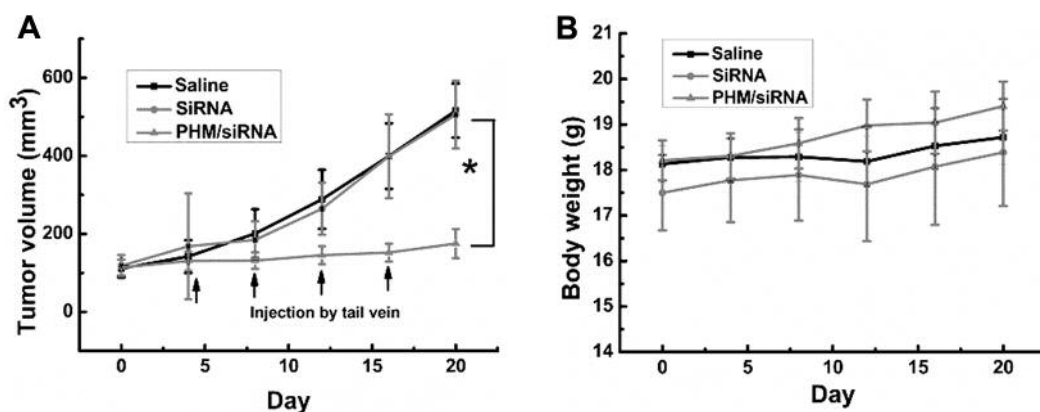 A
Tumor volume (mm³)
600
400
200
0
Saline
SiRNA
PHM/siRNA
*
Injection by tail vein
0 5 10 15 20
Day
B
Body weight (g)
21
20
19
18
17
16
15
14
Saline
SiRNA
PHM/siRNA
0 5 10 15 20
Day